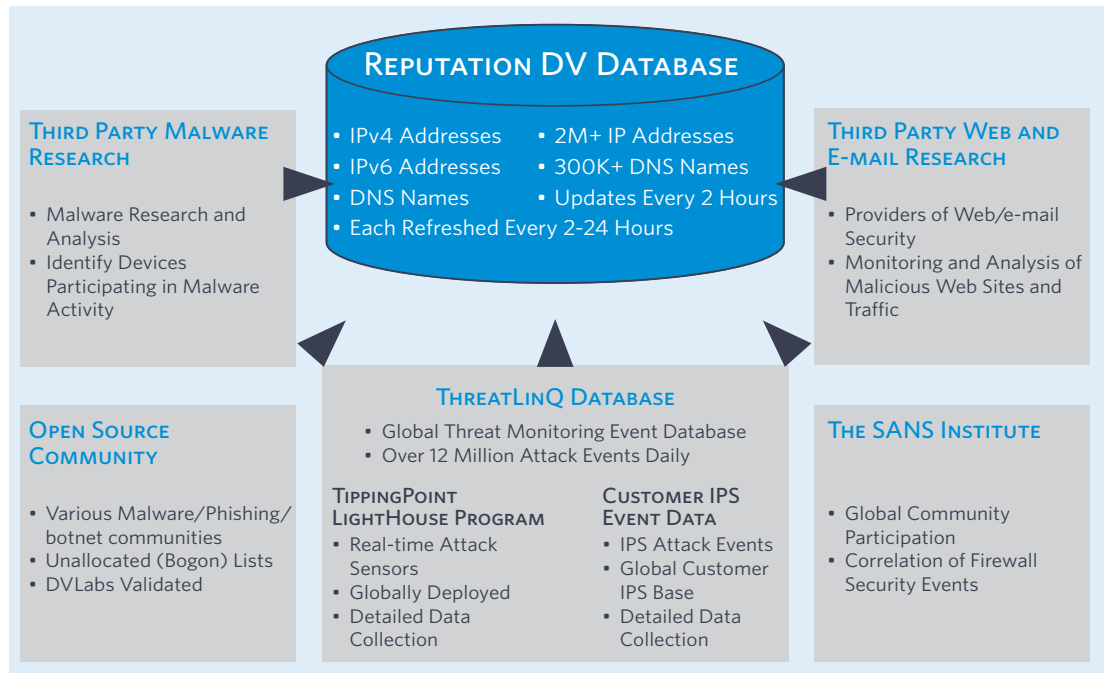 REPUTATION DV DATABASE
▪ IPv4 Addresses
▪ IPv6 Addresses
▪ DNS Names
▪ Each Refreshed Every 2-24 Hours
▪ 2M+ IP Addresses
▪ 300K+ DNS Names
▪ Updates Every 2 Hours
THIRD PARTY MALWARE
RESEARCH
▪ Malware Research and
Analysis
▪ Identify Devices
Participating in Malware
Activity
THIRD PARTY WEB AND
E-MAIL RESEARCH
▪ Providers of Web/e-mail
Security
▪ Monitoring and Analysis of
Malicious Web Sites and
Traffic
OPEN SOURCE
COMMUNITY
▪ Various Malware/Phishing/
botnet communities
▪ Unallocated (Bogon) Lists
▪ DVLabs Validated
THREATLINQ DATABASE
▪ Global Threat Monitoring Event Database
▪ Over 12 Million Attack Events Daily
TIPPINGPOINT
LIGHTHOUSE PROGRAM
▪ Real-time Attack
Sensors
▪ Globally Deployed
▪ Detailed Data
Collection
CUSTOMER IPS
EVENT DATA
▪ IPS Attack Events
▪ Global Customer
IPS Base
▪ Detailed Data
Collection
THE SANS INSTITUTE
▪ Global Community
Participation
▪ Correlation of Firewall
Security Events